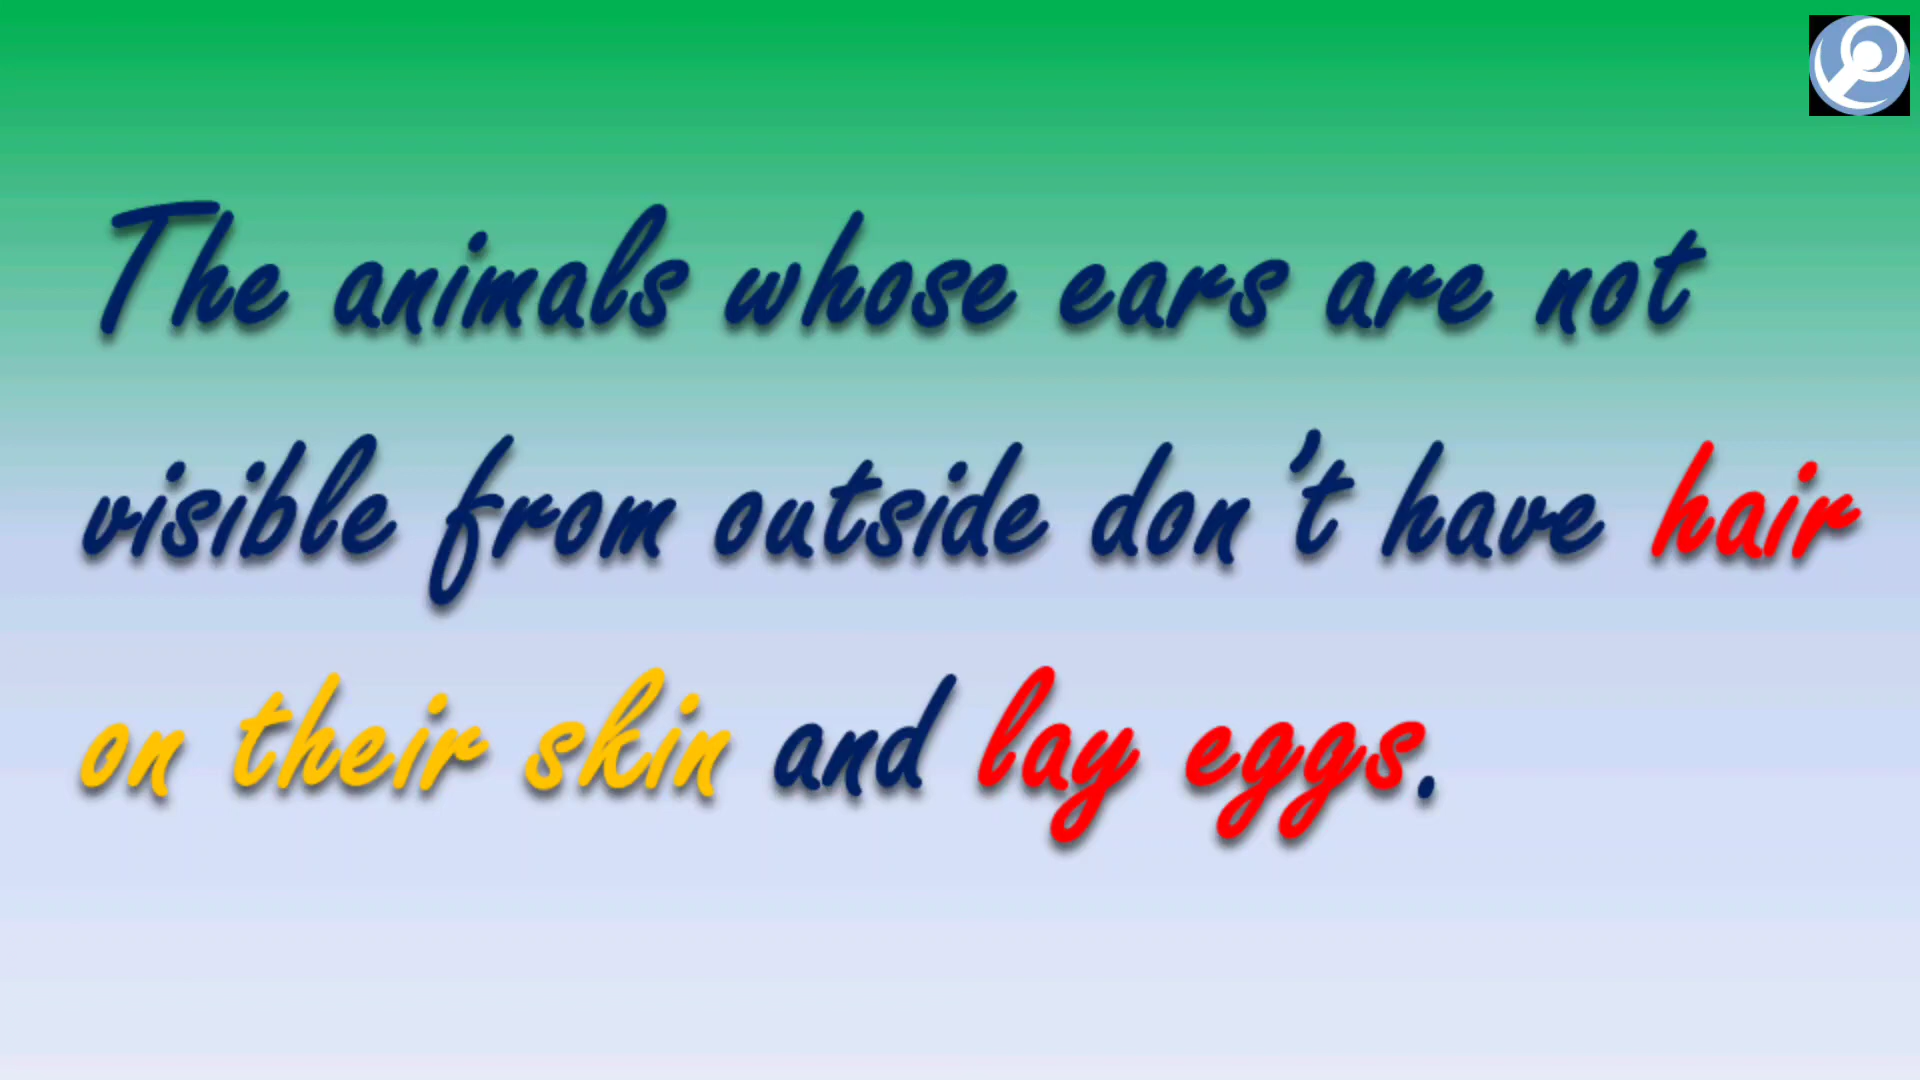 The animals whose ears are not
visible from outside don't have hair
on their skin and lay eggs.